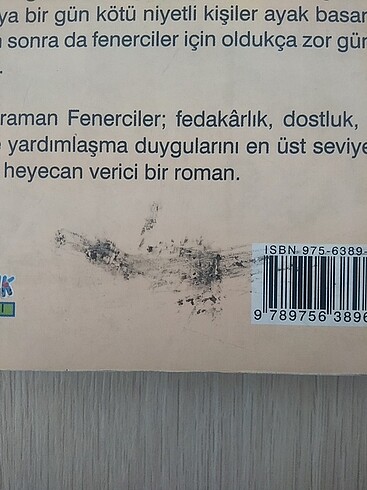 ya bir gün kötü niyetli kişiler ayak basar
sonra da fenerciler için oldukça zor gün
raman Fenerciler; fedakârlık, dostluk,
yardımlaşma duygularını en üst seviye
heyecan verici bir roman.
ISBN 975-6389-
9 789756 3896